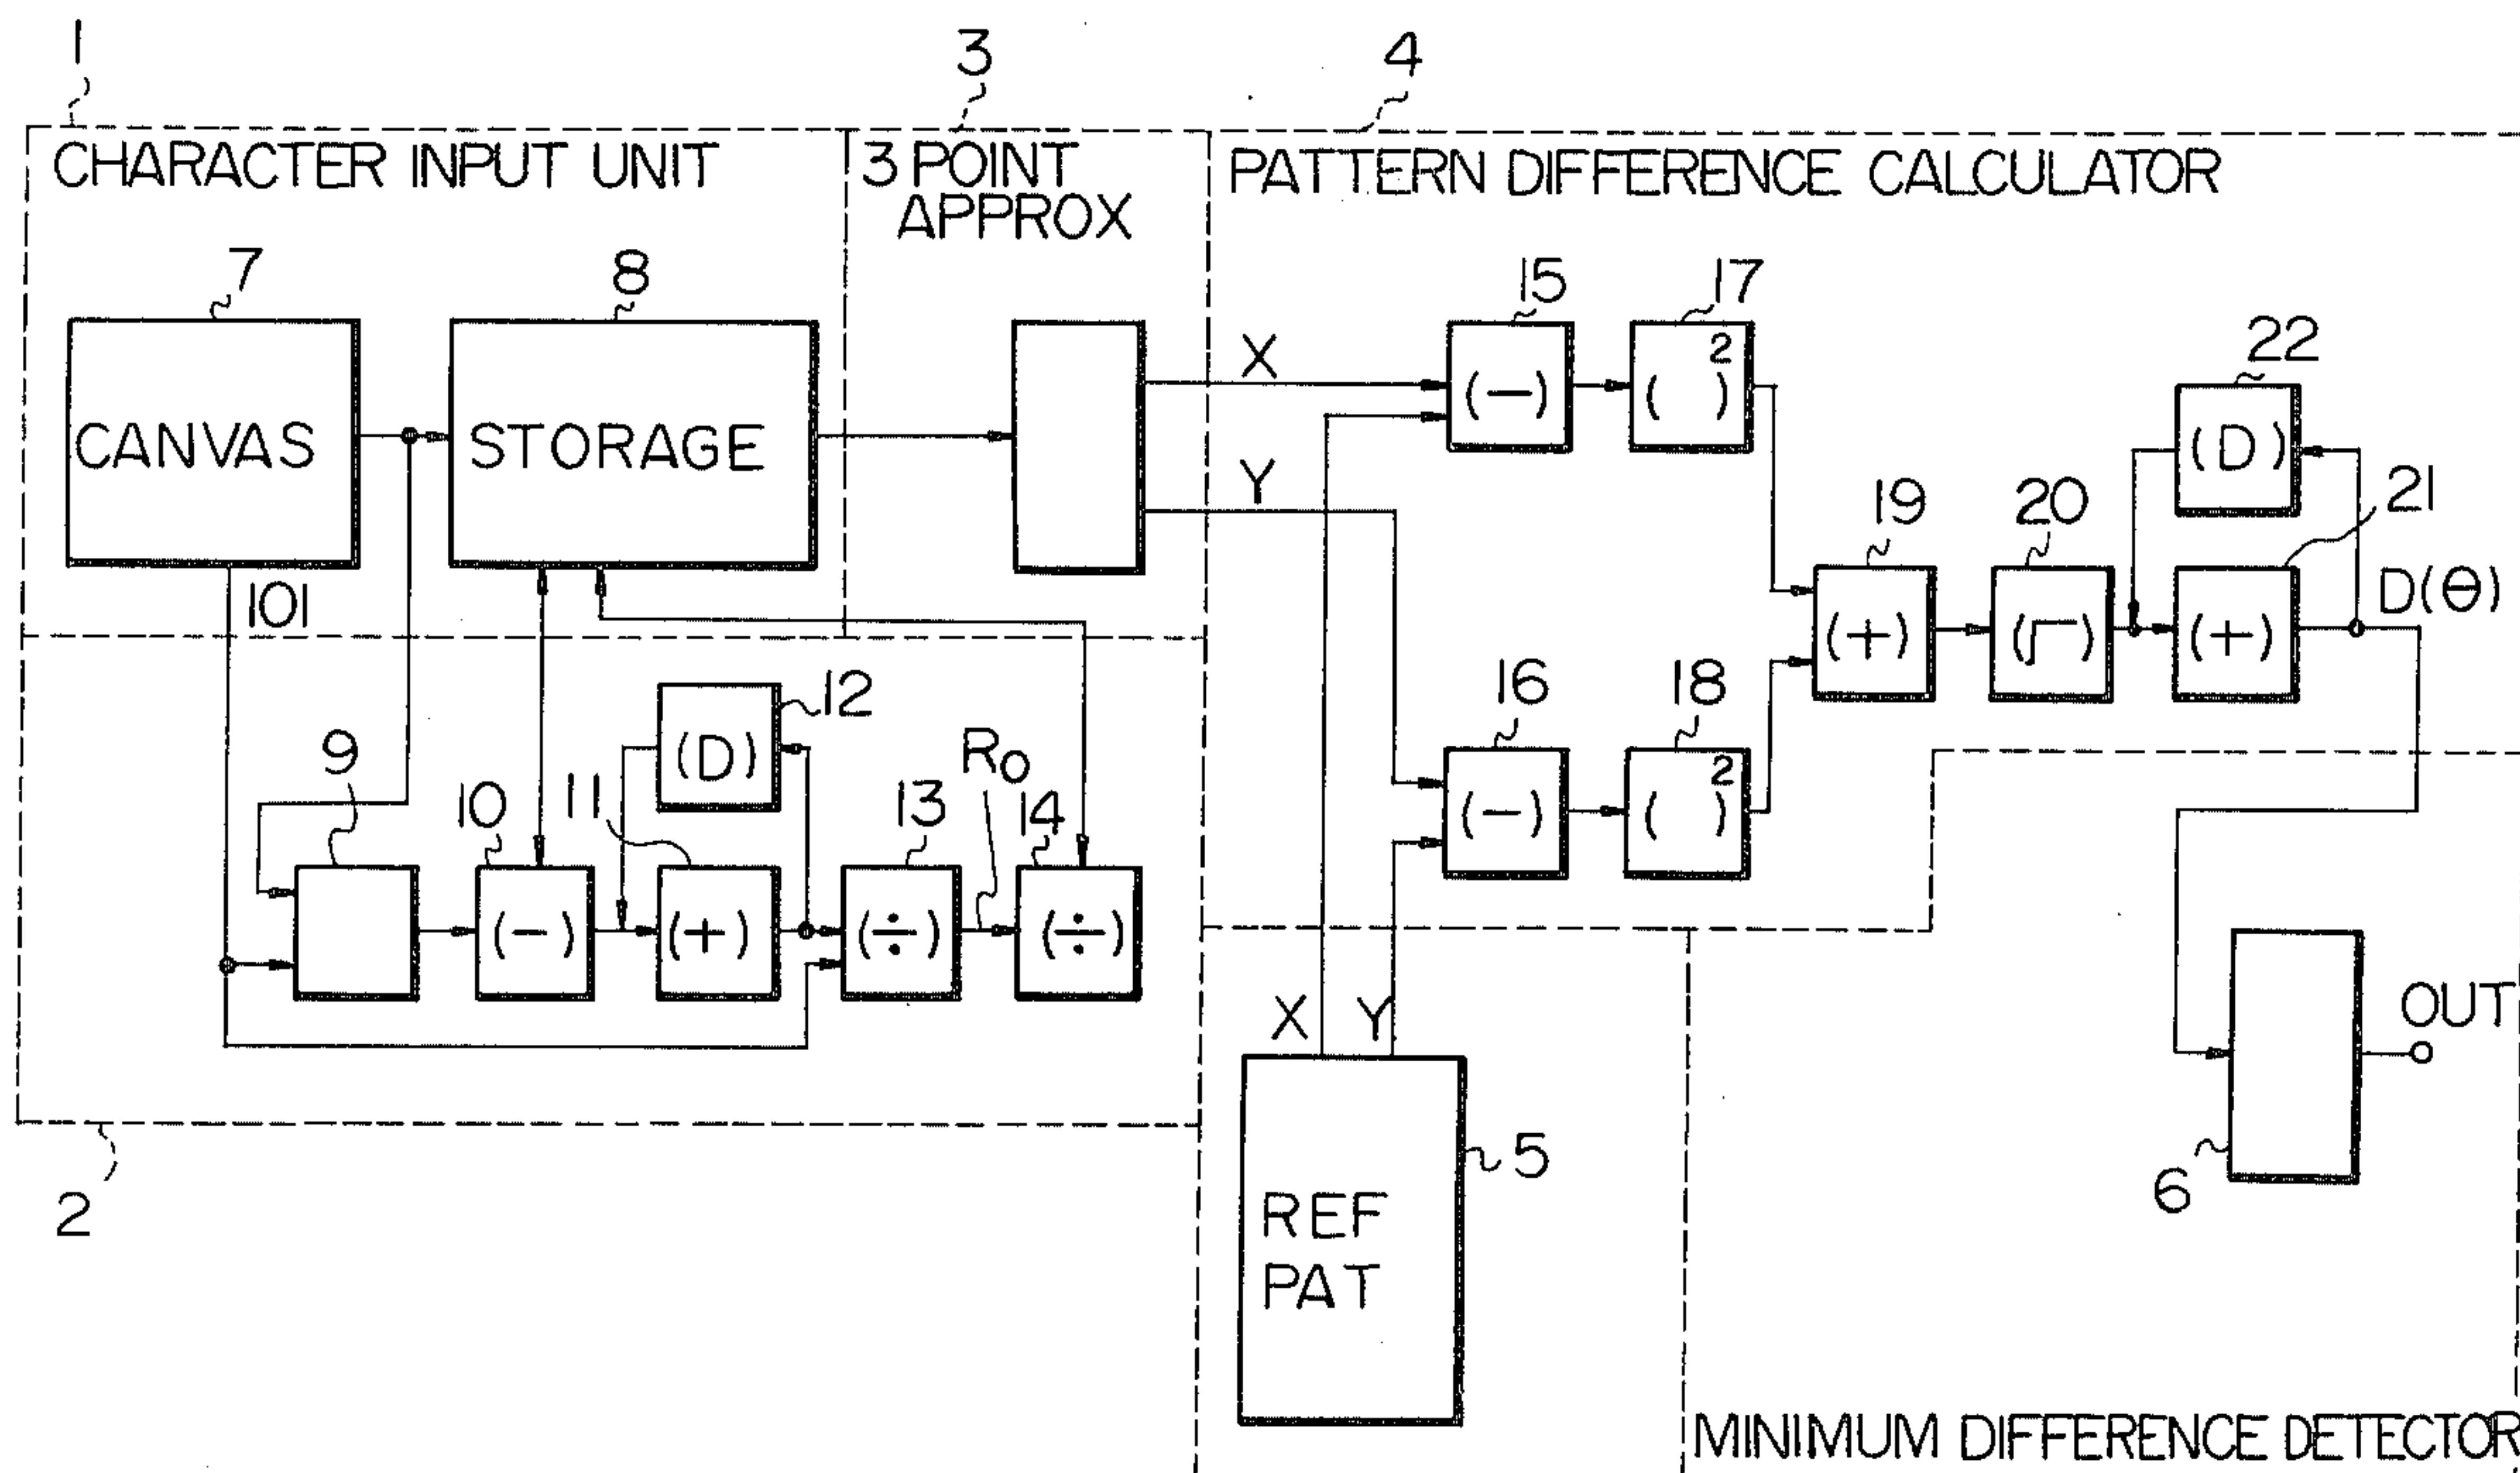 1
3
4
CHARACTER INPUT UNIT
3 POINT
APPROX
PATTERN DIFFERENCE CALCULATOR
7
8
15
17
22
X
(−)
( )²
(D)
CANVAS
STORAGE
Y
19
20
21
101
D(θ)
(+)
(√)
(+)
12
16
18
9
(D)
R₀
10
11
13
14
(−)
( )²
(−)
(+)
(÷)
(÷)
X
Y
OUT
2
5
6
REF
PAT
MINIMUM DIFFERENCE DETECTOR